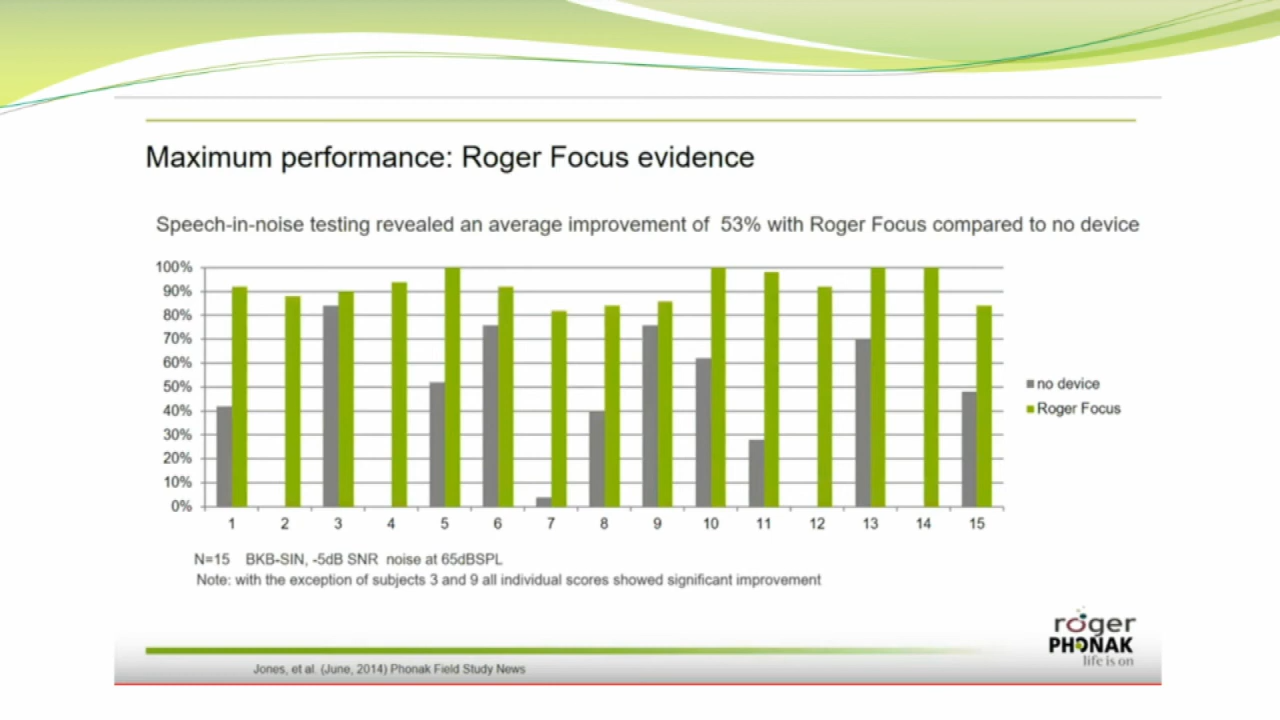 Maximum performance: Roger Focus evidence
Speech-in-noise testing revealed an average improvement of 53% with Roger Focus compared to no device
100%
90%
80%
70%
60%
50%
40%
30%
20%
10%
0%
1 2 3 4 5 6 7 8 9 10 11 12 13 14 15
no device
Roger Focus
N=15 BKB-SIN, -5dB SNR noise at 65dBSPL
Note: with the exception of subjects 3 and 9 all individual scores showed significant improvement
roger
PHONAK
life is on
Jones, et al. (June, 2014) Phonak Field Study News